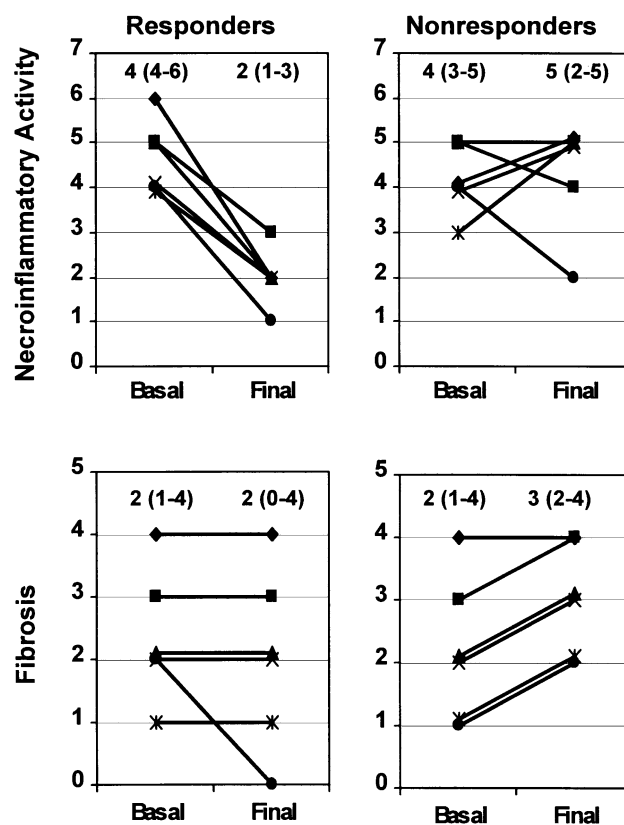 Responders Nonresponders
Necroinflammatory Activity
7
6
5
4
3
2
1
0
4 (4-6) 2 (1-3)
Basal Final
4 (3-5) 5 (2-5)
7
6
5
4
3
2
1
0
Basal Final
Fibrosis
5
4
3
2
1
0
2 (1-4) 2 (0-4)
Basal Final
2 (1-4) 3 (2-4)
5
4
3
2
1
0
Basal Final